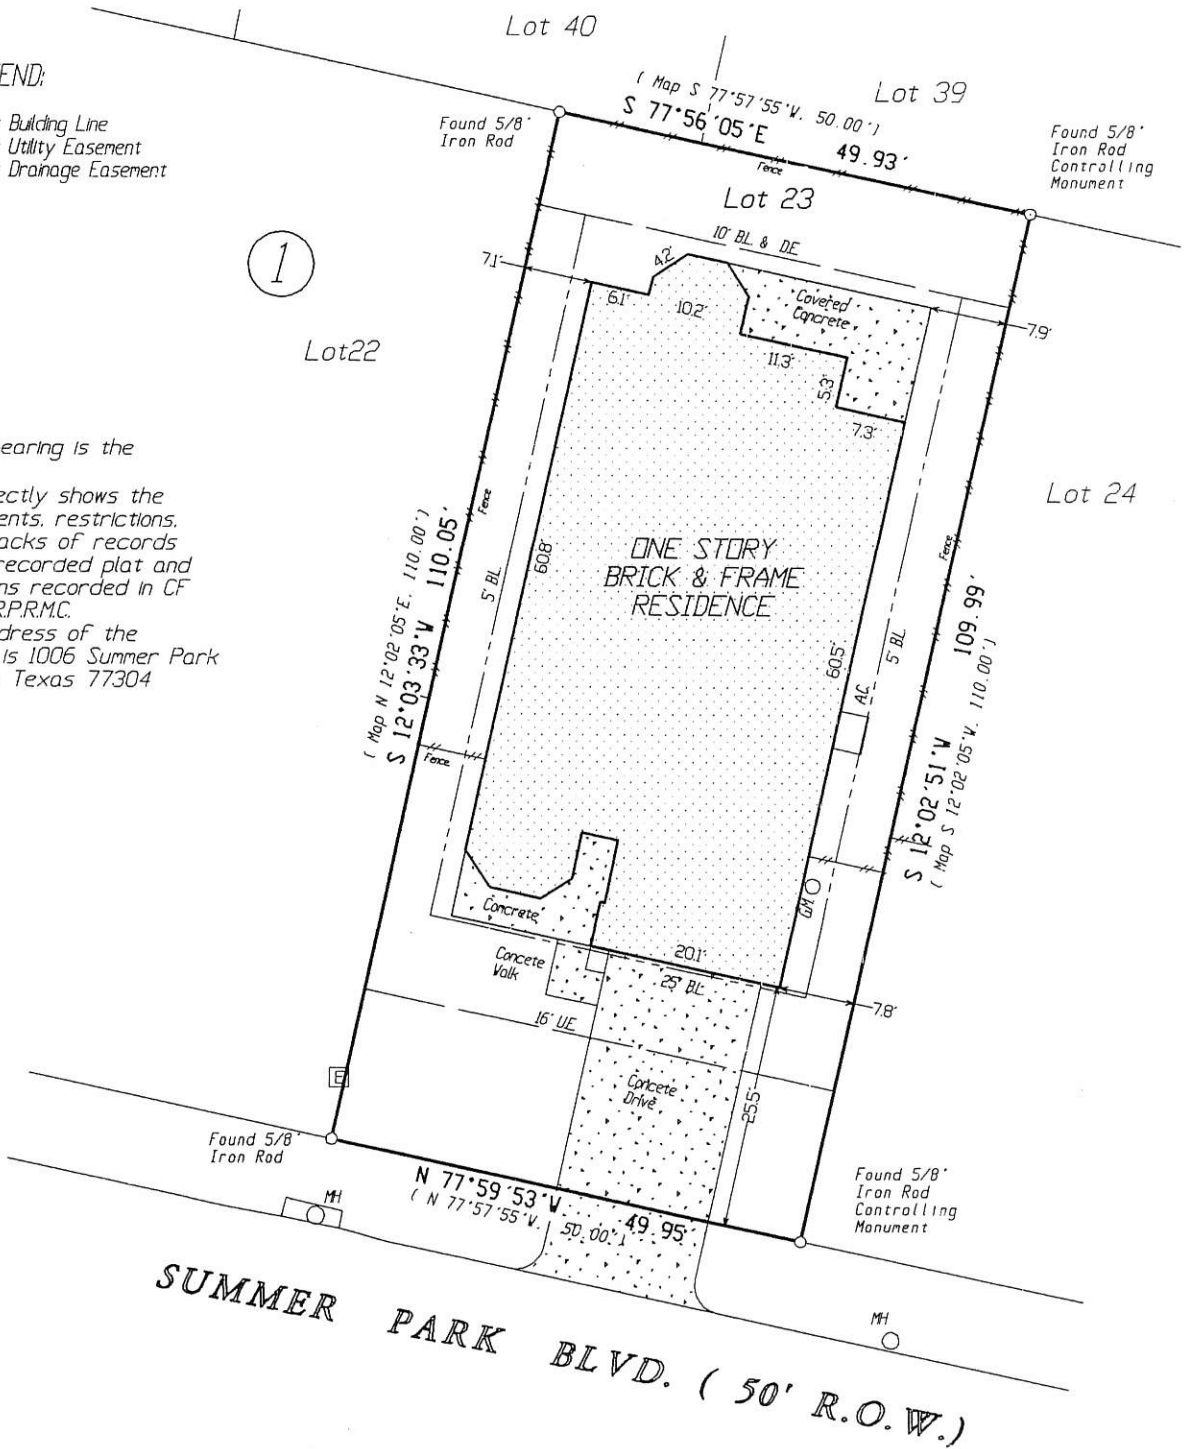 Lot 40
END:
Building Line
Utility Easement
Drainage Easement
( Map S 77°57'55"W. 50.00')
S 77°56'05"E 49.93'
Lot 39
Found 5/8"
Iron Rod
Found 5/8"
Iron Rod
Controlling
Monument
Fence
Lot 23
10' BL & DE
1
7.1'
4.2'
6.1'
10.2'
Covered
Concrete
11.3'
5.3'
7.3'
7.9'
Lot22
earing is the
ectly shows the
ents, restrictions,
acks of records
recorded plat and
ns recorded in CF
R.P.R.M.C.
dress of the
is 1006 Summer Park
Texas 77304
Lot 24
Fence
Fence
ONE STORY
BRICK & FRAME
RESIDENCE
60.8'
5' BL
S 12°03'33"W 110.05'
( Map N 12°02'05"E. 110.00')
60.5'
5' BL
AC
S 12°02'51"W 109.99'
( Map S 12°02'05"W. 110.00')
Fence
GM
Concrete
Concete
Walk
20.1'
25' BL
7.8'
16' UE
E
Concete
Drive
25.5'
Found 5/8"
Iron Rod
Found 5/8"
Iron Rod
Controlling
Monument
N 77°59'53"W 49.95'
( N 77°57'55"W. 50.00')
MH
MH
SUMMER PARK BLVD. ( 50' R.O.W.)